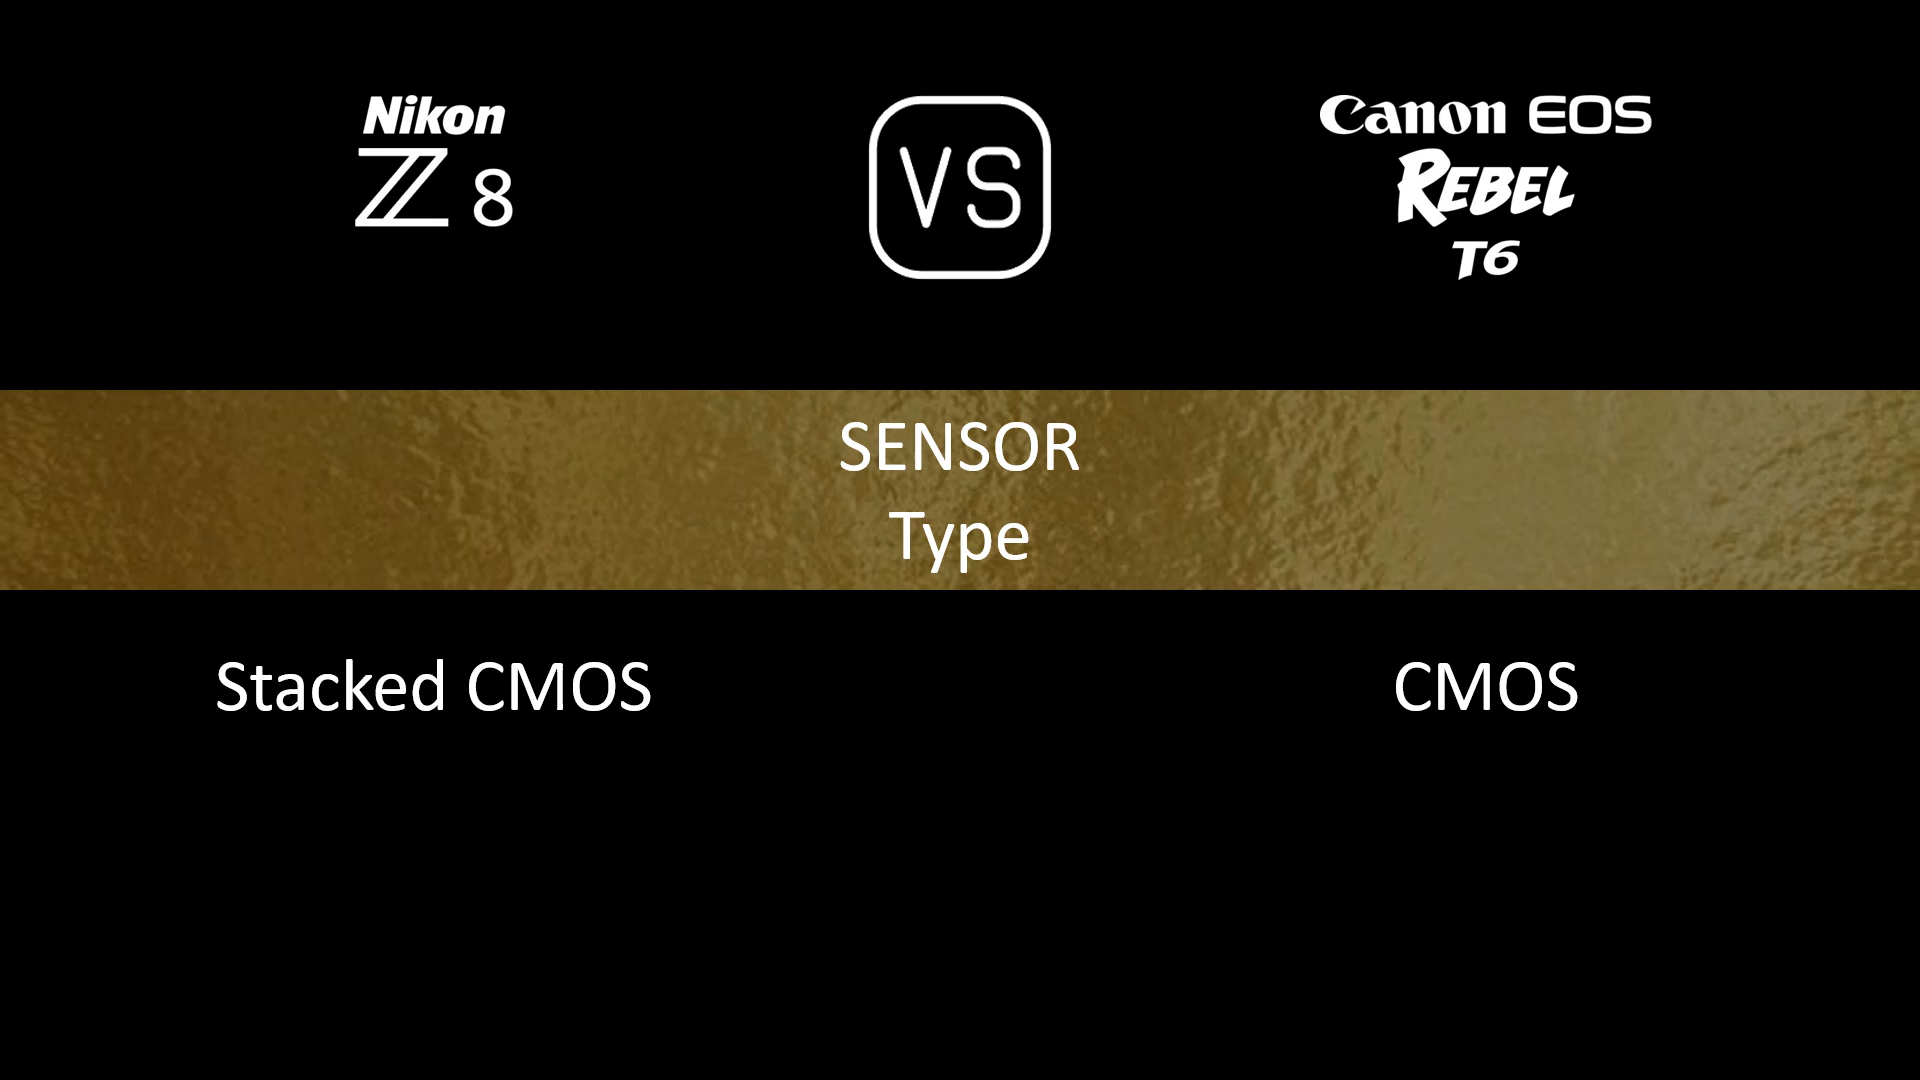 Nikon
Z 8
VS
Canon EOS
REBEL
T6
SENSOR
Type
Stacked CMOS
CMOS